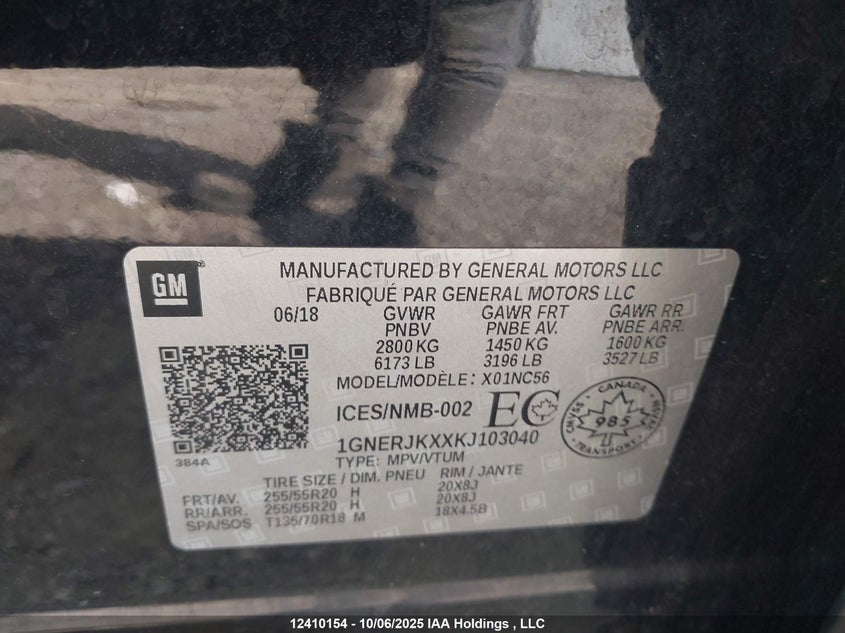 GM
MANUFACTURED BY GENERAL MOTORS LLC
FABRIQUÉ PAR GENERAL MOTORS LLC
06/18 GVWR GAWR FRT GAWR RR
PNBV PNBE AV. PNBE ARR.
2800 KG 1450 KG 1600 KG
6173 LB 3196 LB 3527 LB
MODEL/MODÈLE: X01NC56
ICES/NMB-002 EC
CANADA
985
CMVSS NSVAC
TRANSPORT
1GNERJKXXKJ103040
384A
TYPE: MPV/VTUM
TIRE SIZE / DIM. PNEU RIM / JANTE
FRT/AV. 255/55R20 H 20X8J
RR/ARR. 255/55R20 H 20X8J
SPA/SOS T135/70R18 M 18X4.5B
12410154 - 10/06/2025 IAA Holdings , LLC